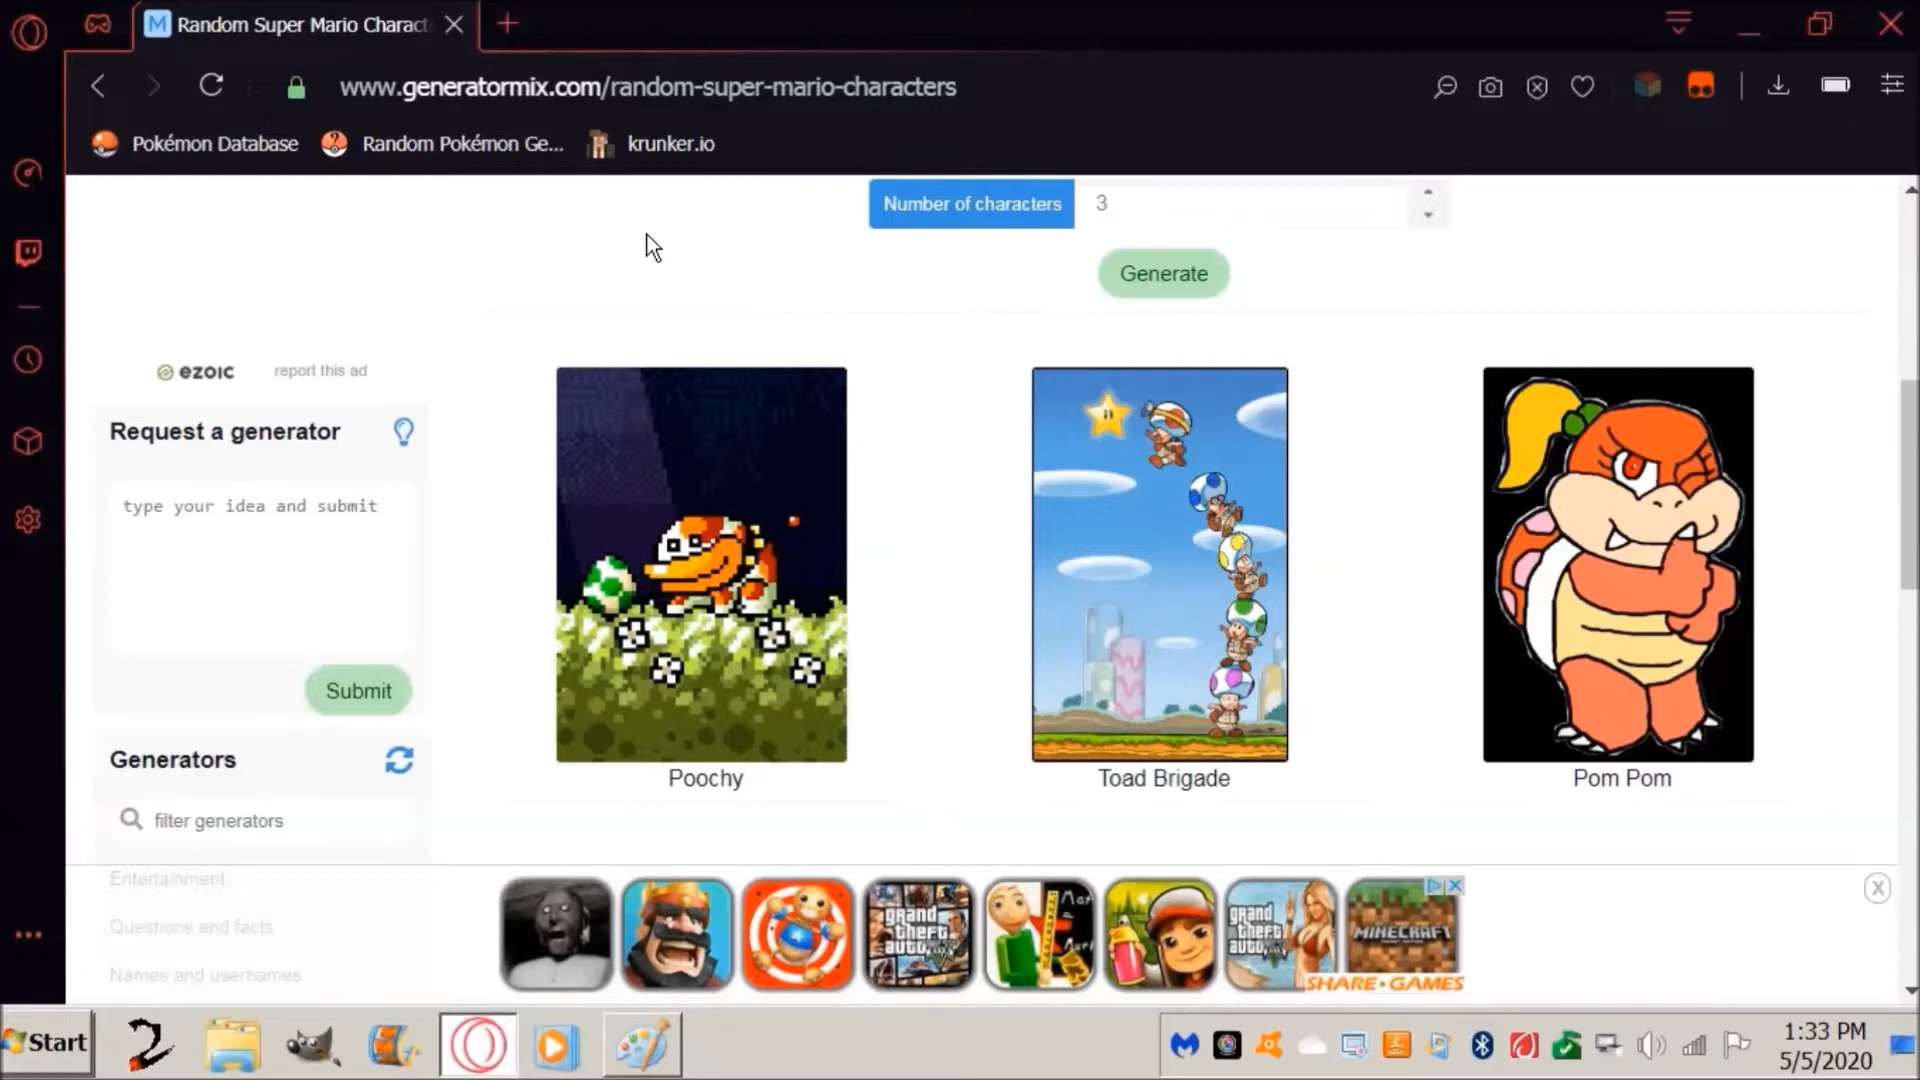 Random Super Mario Charact
www.generatormix.com/random-super-mario-characters
Pokémon Database
Random Pokémon Ge...
krunker.io
Number of characters
3
Generate
ezoic
report this ad
Request a generator
type your idea and submit
Submit
Generators
filter generators
Entertainment
Questions and facts
Names and usernames
Poochy
Toad Brigade
Pom Pom
grand
theft
auto
grand
theft
auto
MINECRAFT
SHARE·GAMES
Start
1:33 PM
5/5/2020